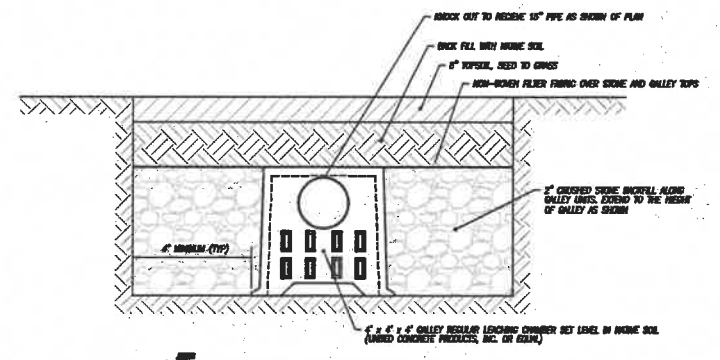 KNOCK OUT TO RECIEVE 15" PIPE AS SHOWN OF PLAN
BACK FILL WITH NATIVE SOIL
6" TOPSOIL, SEED TO GRASS
NON-WOVEN FILTER FABRIC OVER STONE AND GALLEY TOPS
2" CRUSHED STONE BACKFILL ALONG
GALLEY UNITS. EXTEND TO THE HEIGHT
OF GALLEY AS SHOWN
4' MINIMUM (TYP)
4' x 4' x 4' GALLEY REGULAR LEACHING CHAMBER SET LEVEL IN NATIVE SOIL
(UNITED CONCRETE PRODUCTS, INC. OR EQUAL)